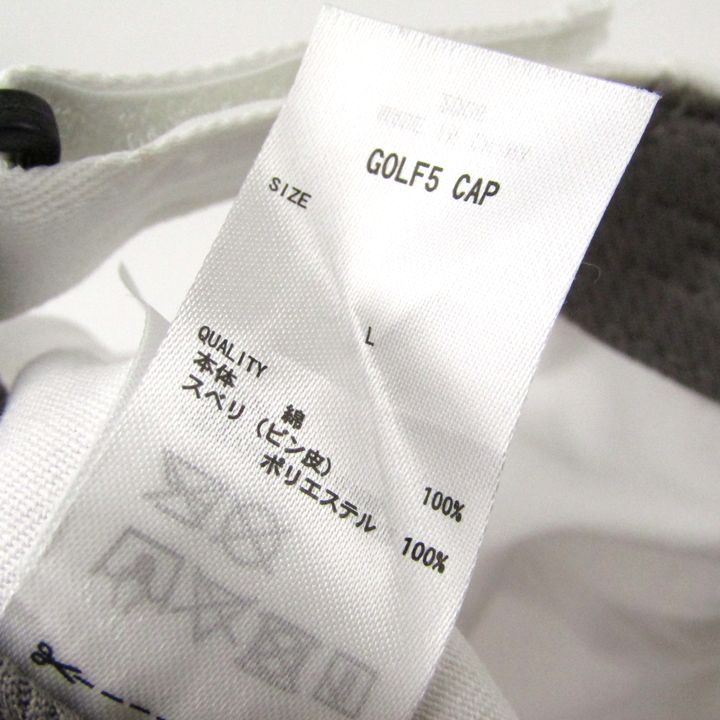 GOLF5 CAP
SIZE
L
QUALITY
本体 綿 100%
スベリ(ビン皮)
ポリエステル 100%